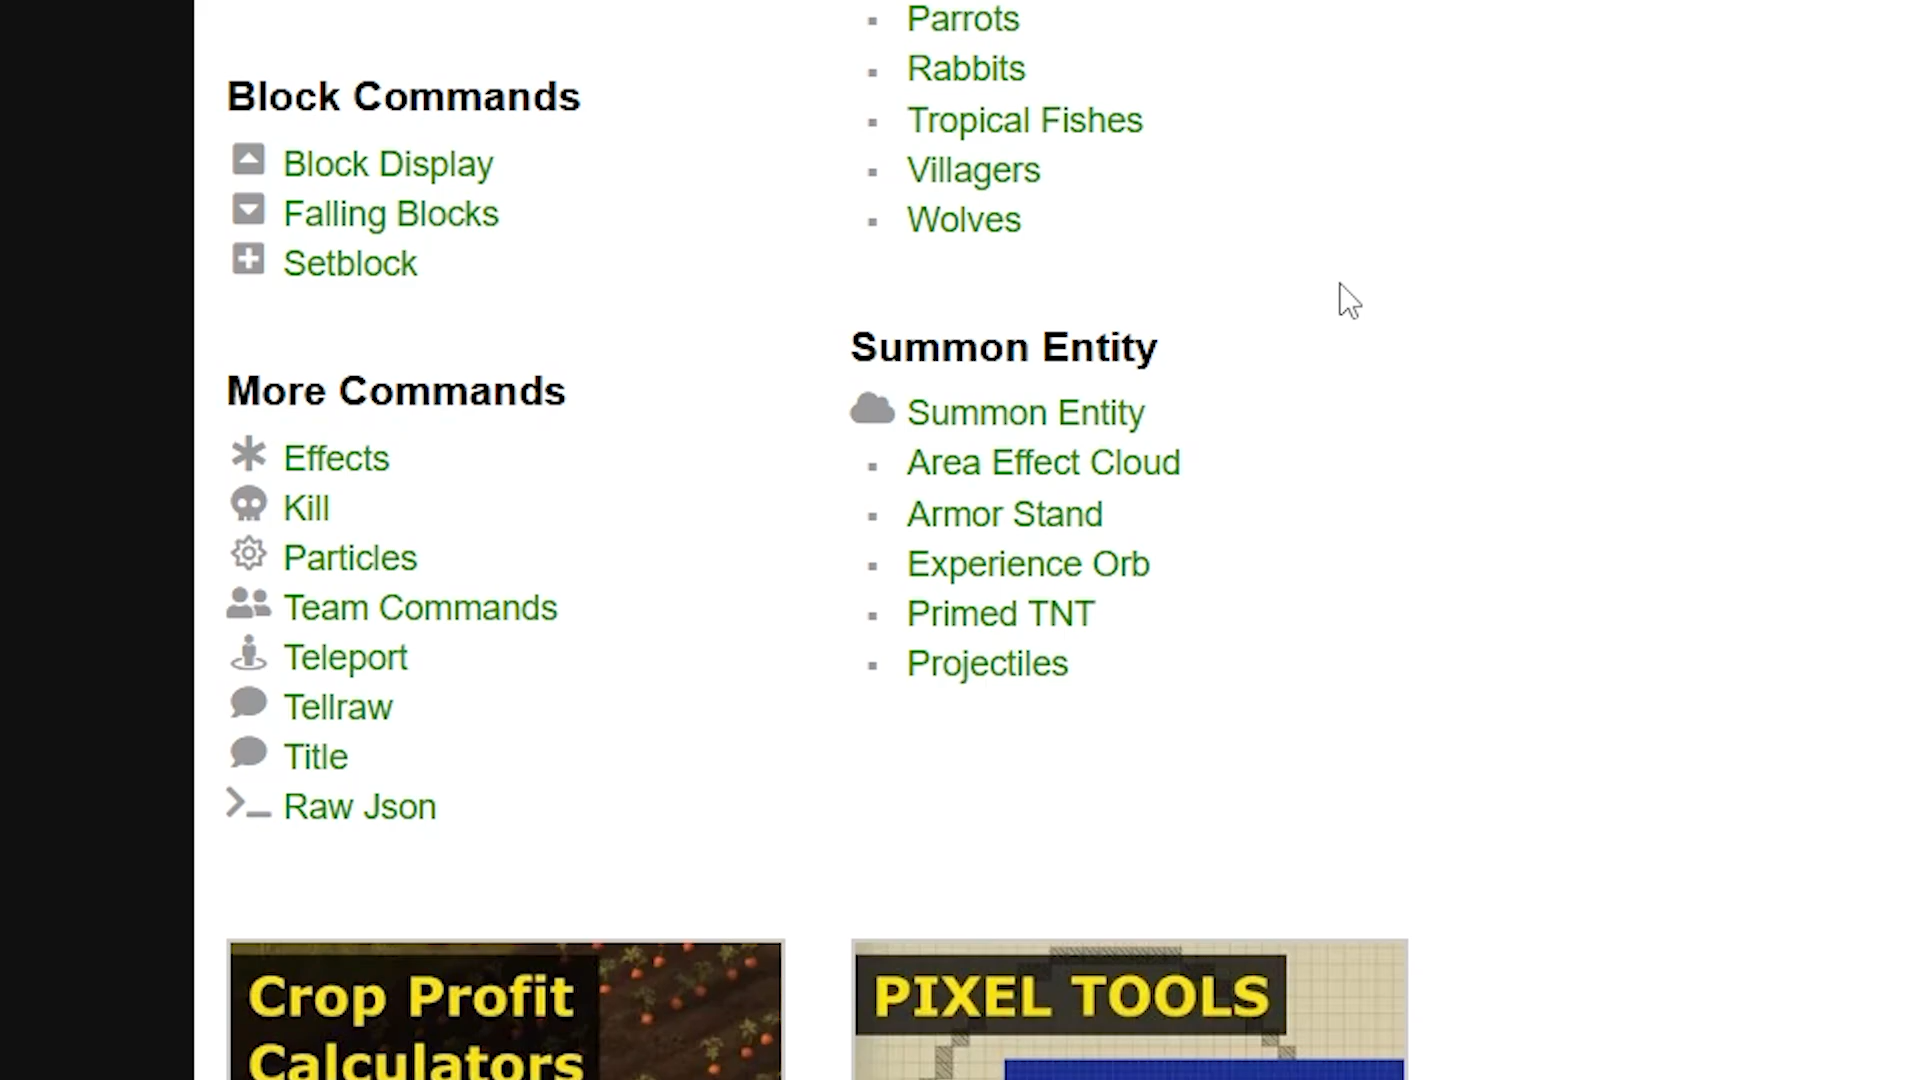 Block Commands
Block Display
Falling Blocks
Setblock
More Commands
Effects
Kill
Particles
Team Commands
Teleport
Tellraw
Title
Raw Json
Parrots
Rabbits
Tropical Fishes
Villagers
Wolves
Summon Entity
Summon Entity
Area Effect Cloud
Armor Stand
Experience Orb
Primed TNT
Projectiles
Crop Profit
Calculators
PIXEL TOOLS